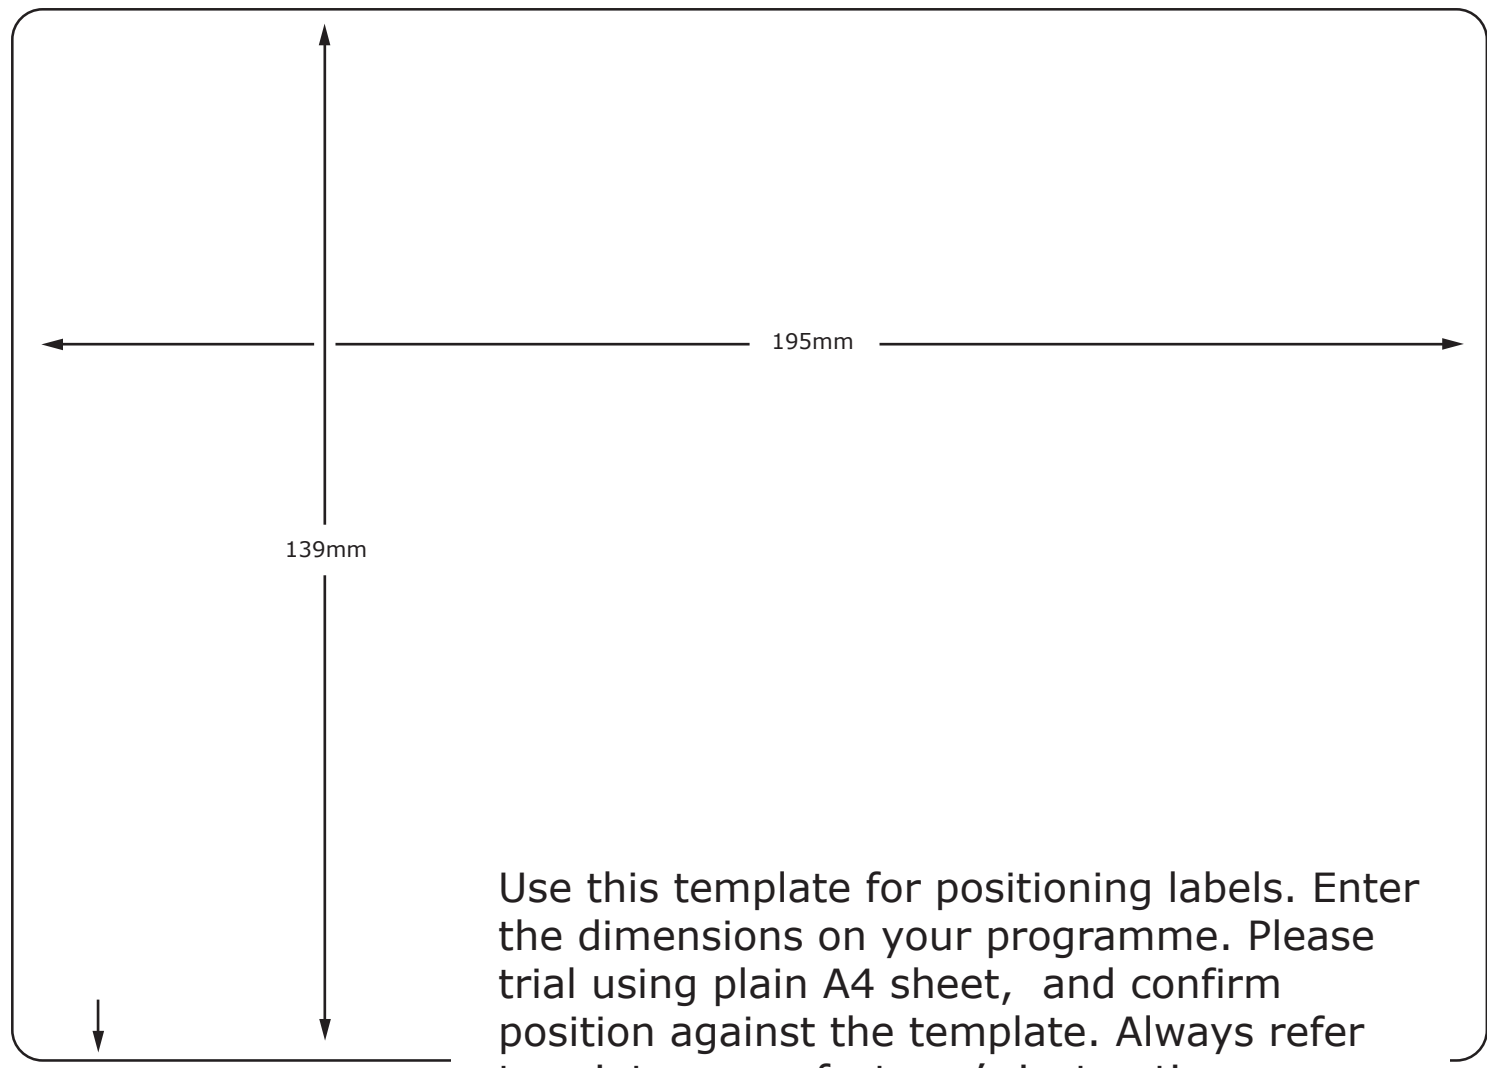 195mm
139mm
Use this template for positioning labels. Enter
the dimensions on your programme. Please
trial using plain A4 sheet,  and confirm
position against the template. Always refer